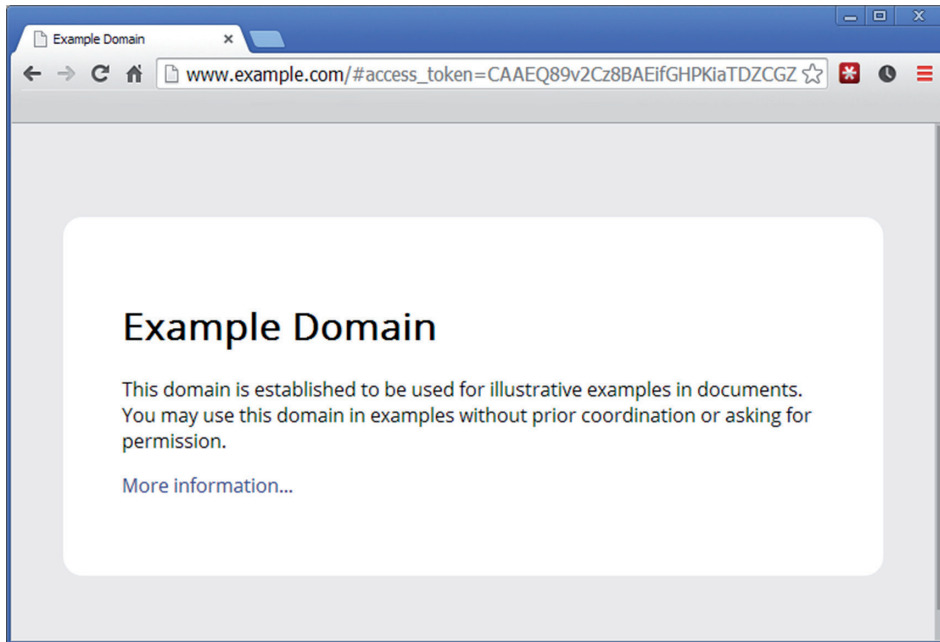 Example Domain
www.example.com/#access_token=CAAEQ89v2Cz8BAEifGHPKiaTDZCGZ
Example Domain
This domain is established to be used for illustrative examples in documents.
You may use this domain in examples without prior coordination or asking for
permission.
More information...